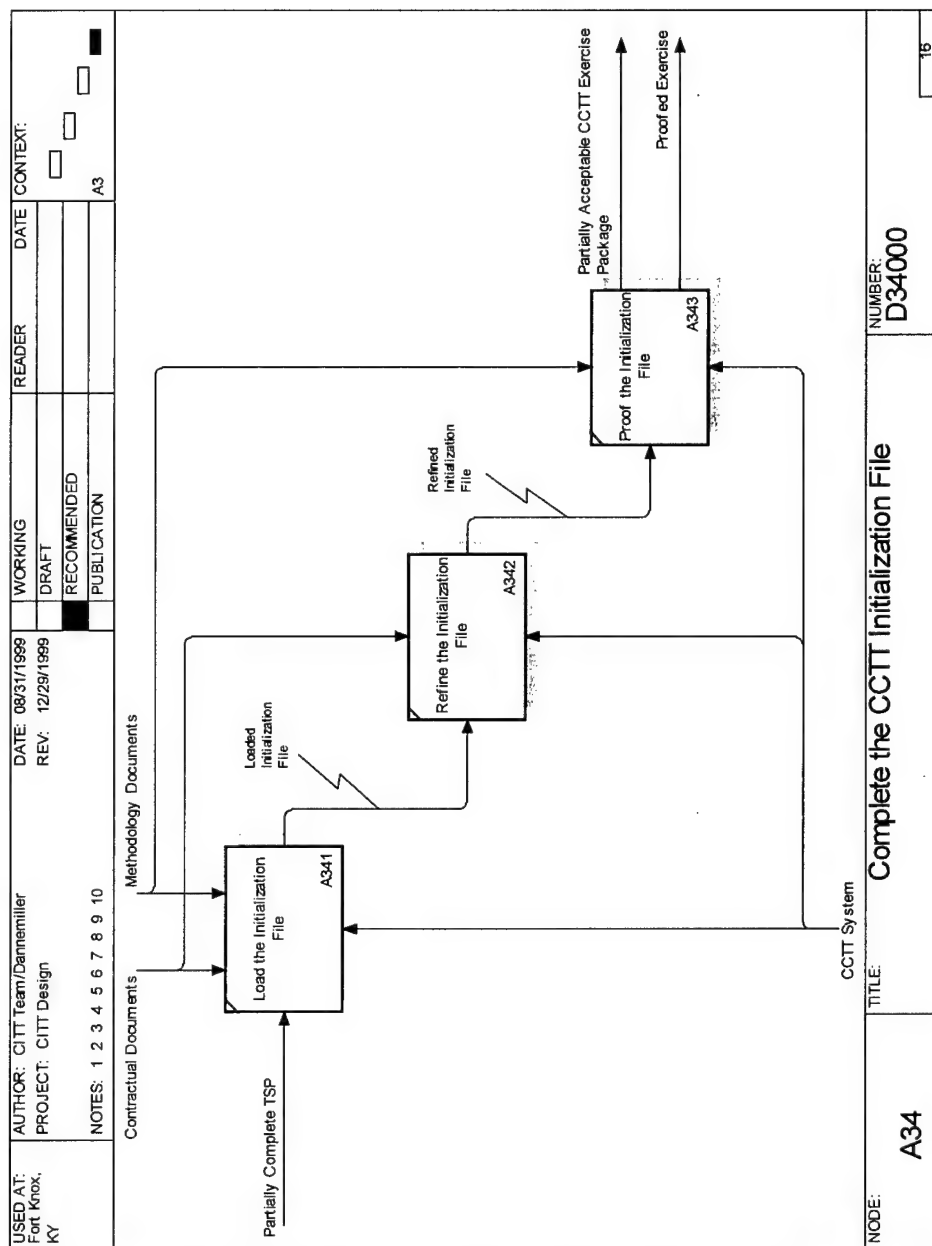 USED AT:
Fort Knox,
KY
AUTHOR: CITT Team/Dannemiller
PROJECT: CITT Design
NOTES: 1 2 3 4 5 6 7 8 9 10
DATE: 08/31/1999
REV: 12/29/1999
WORKING
DRAFT
RECOMMENDED
PUBLICATION
READER
DATE
CONTEXT:
A3
Contractual Documents
Methodology Documents
Partially Complete TSP
Load the Initialization
File
A341
Loaded
Initialization
File
Refine the Initialization
File
A342
Refined
Initialization
File
Proof the Initialization
File
A343
Partially Acceptable CCTT Exercise
Package
Proofed Exercise
CCTT System
NODE:
A34
TITLE:
Complete the CCTT Initialization File
NUMBER:
D34000
16